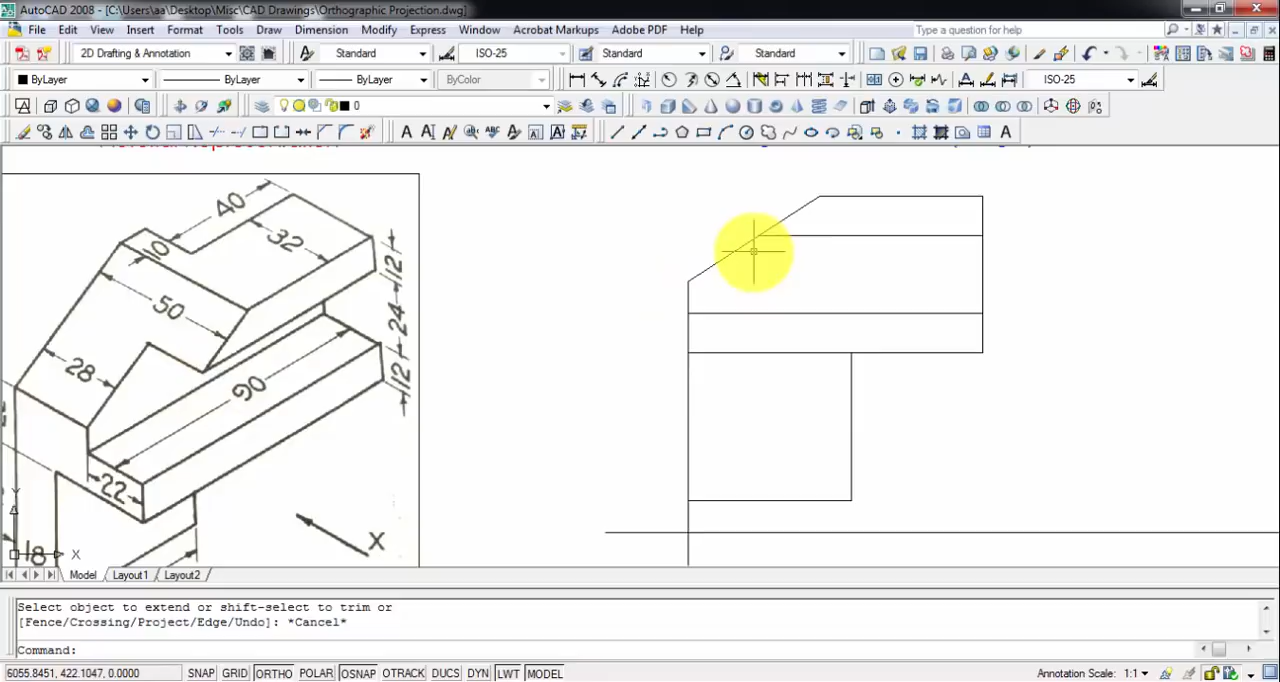 AutoCAD 2008 - [C:\Users\aa\Desktop\Misc\CAD Drawings\Orthographic Projection.dwg]
File Edit View Insert Format Tools Draw Dimension Modify Express Window Acrobat Markups Adobe PDF Help
Type a question for help
2D Drafting & Annotation Standard ISO-25 Standard Standard
ByLayer ByLayer ByLayer ByColor ISO-25
0
40
10
32
12
50
24
28
90
12
22
X
18
X
Y
Model Layout1 Layout2
Select object to extend or shift-select to trim or
[Fence/Crossing/Project/Edge/Undo]: *Cancel*
Command:
6055.8451, 422.1047, 0.0000 SNAP GRID ORTHO POLAR OSNAP OTRACK DUCS DYN LWT MODEL Annotation Scale: 1:1